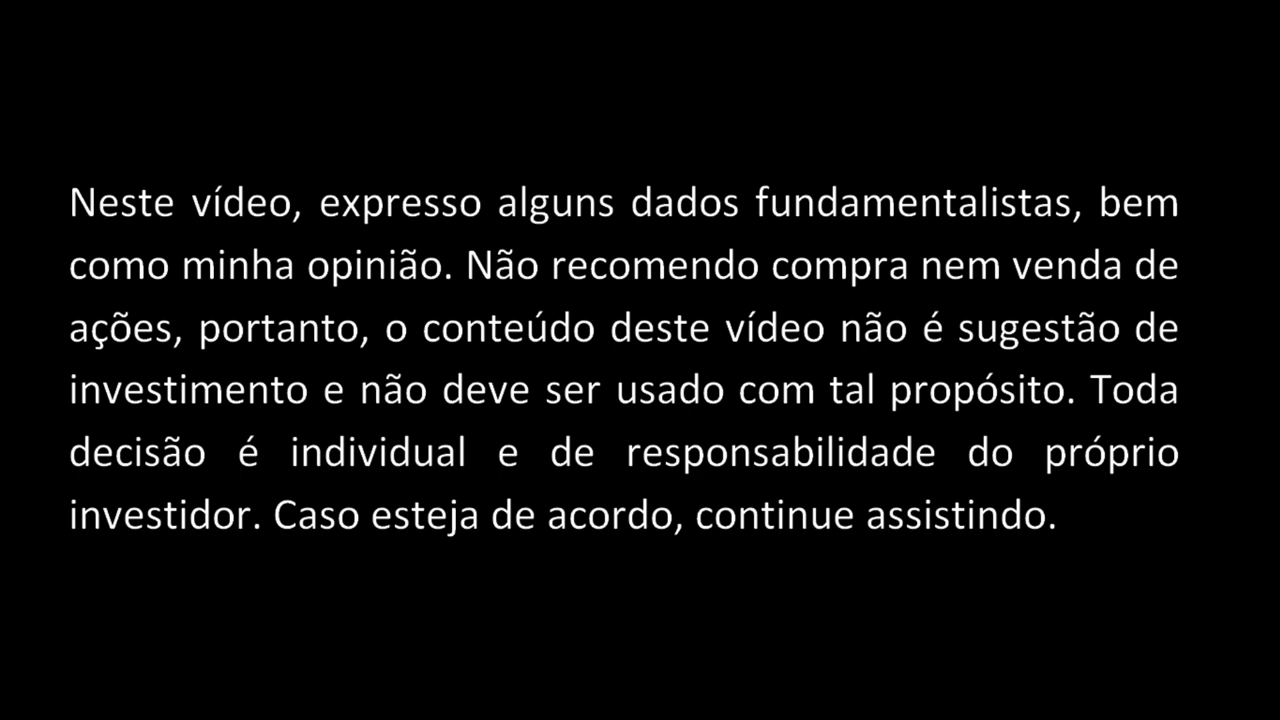 Neste vídeo, expresso alguns dados fundamentalistas, bem
como minha opinião. Não recomendo compra nem venda de
ações, portanto, o conteúdo deste vídeo não é sugestão de
investimento e não deve ser usado com tal propósito. Toda
decisão é individual e de responsabilidade do próprio
investidor. Caso esteja de acordo, continue assistindo.